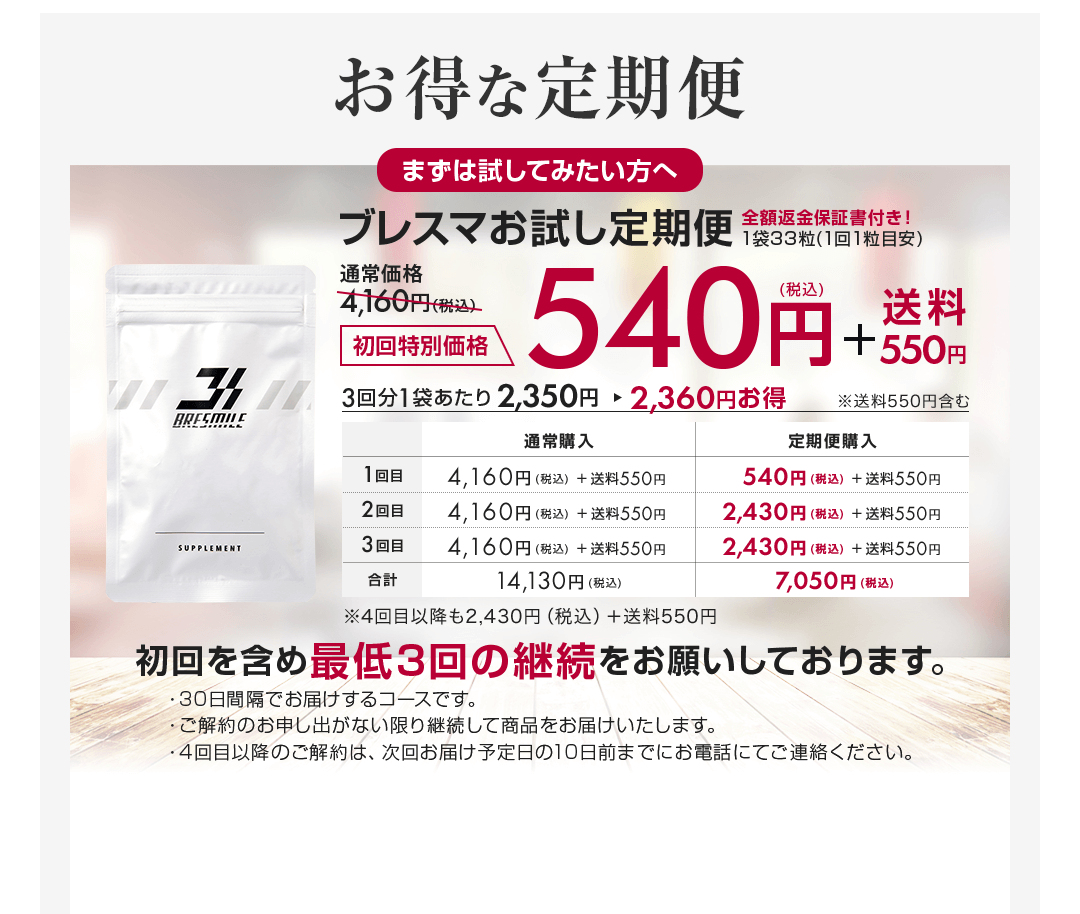 お得な定期便
まずは試してみたい方へ
ブレスマお試し定期便 全額返金保証書付き!
1袋33粒(1回1粒目安)
通常価格
4,160円(税込)
初回特別価格
540円(税込)+送料550円
3回分1袋あたり 2,350円 ▶ 2,360円お得 ※送料550円含む
通常購入 定期便購入
1回目 4,160円(税込) +送料550円 540円(税込) +送料550円
2回目 4,160円(税込) +送料550円 2,430円(税込) +送料550円
3回目 4,160円(税込) +送料550円 2,430円(税込) +送料550円
合計 14,130円(税込) 7,050円(税込)
※4回目以降も2,430円(税込)+送料550円
31
BRESMILE
SUPPLEMENT
初回を含め最低3回の継続をお願いしております。
・30日間隔でお届けするコースです。
・ご解約のお申し出がない限り継続して商品をお届けいたします。
・4回目以降のご解約は、次回お届け予定日の10日前までにお電話にてご連絡ください。